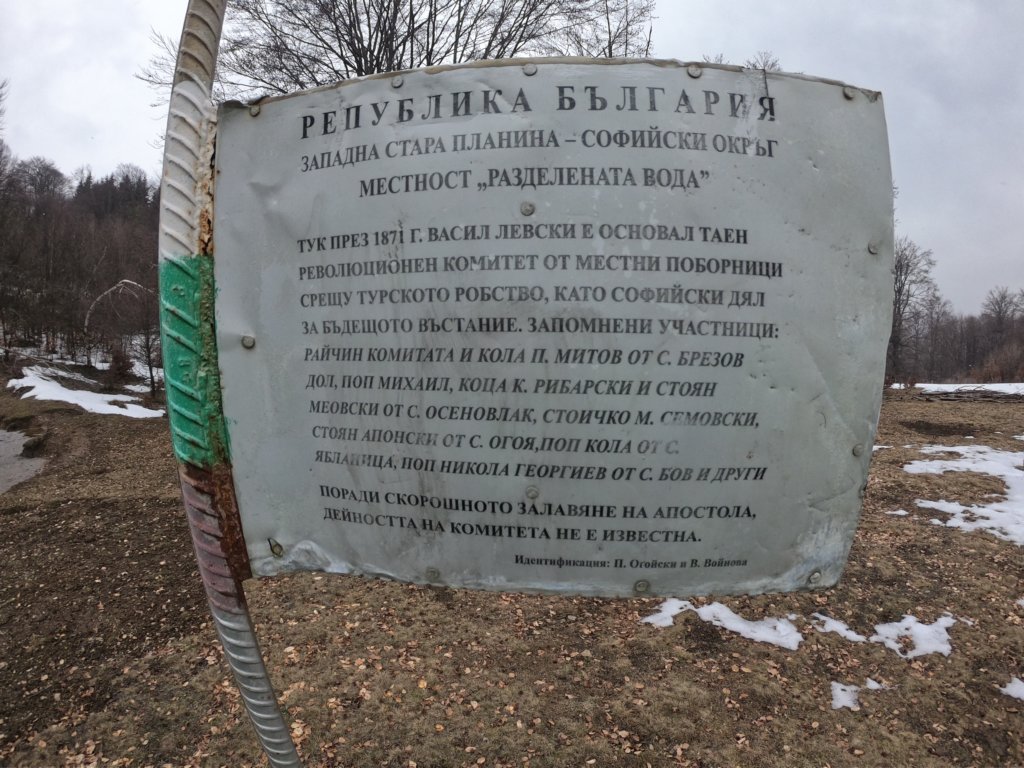 РЕПУБЛИКА БЪЛГАРИЯ
ЗАПАДНА СТАРА ПЛАНИНА – СОФИЙСКИ ОКРЪГ
МЕСТНОСТ „РАЗДЕЛЕНАТА ВОДА”
ТУК ПРЕЗ 1871 Г. ВАСИЛ ЛЕВСКИ Е ОСНОВАЛ ТАЕН
РЕВОЛЮЦИОНЕН КОМИТЕТ ОТ МЕСТНИ ПОБОРНИЦИ
СРЕЩУ ТУРСКОТО РОБСТВО, КАТО СОФИЙСКИ ДЯЛ
ЗА БЪДЕЩОТО ВЪСТАНИЕ. ЗАПОМНЕНИ УЧАСТНИЦИ:
РАЙЧИН КОМИТАТА И КОЛА П. МИТОВ ОТ С. БРЕЗОВ
ДОЛ, ПОП МИХАИЛ, КОЦА К. РИБАРСКИ И СТОЯН
МЕОВСКИ ОТ С. ОСЕНОВЛАК, СТОИЧКО М. СЕМОВСКИ,
СТОЯН АПОНСКИ ОТ С. ОГОЯ,ПОП КОЛА ОТ С.
ЯБЛАНИЦА, ПОП НИКОЛА ГЕОРГИЕВ ОТ С. БОВ И ДРУГИ
ПОРАДИ СКОРОШНОТО ЗАЛАВЯНЕ НА АПОСТОЛА,
ДЕЙНОСТТА НА КОМИТЕТА НЕ Е ИЗВЕСТНА.
Идентификация: П. Огойски и В. Войнова